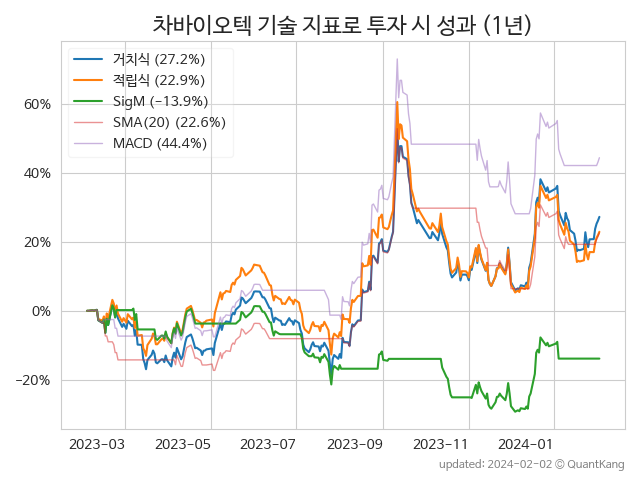 차바이오텍 기술 지표로 투자 시 성과 (1년)
거치식 (27.2%)
적립식 (22.9%)
SigM (−13.9%)
SMA(20) (22.6%)
MACD (44.4%)
60%
40%
20%
0%
−20%
2023-03 2023-05 2023-07 2023-09 2023-11 2024-01
updated: 2024-02-02 © QuantKang